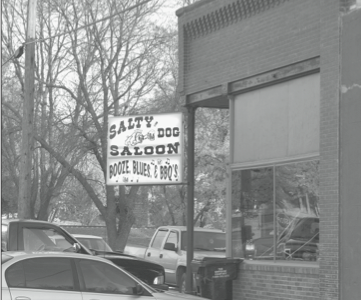 SALTY DOG
SALOON
BOOZE, BLUES, & BBQ'S